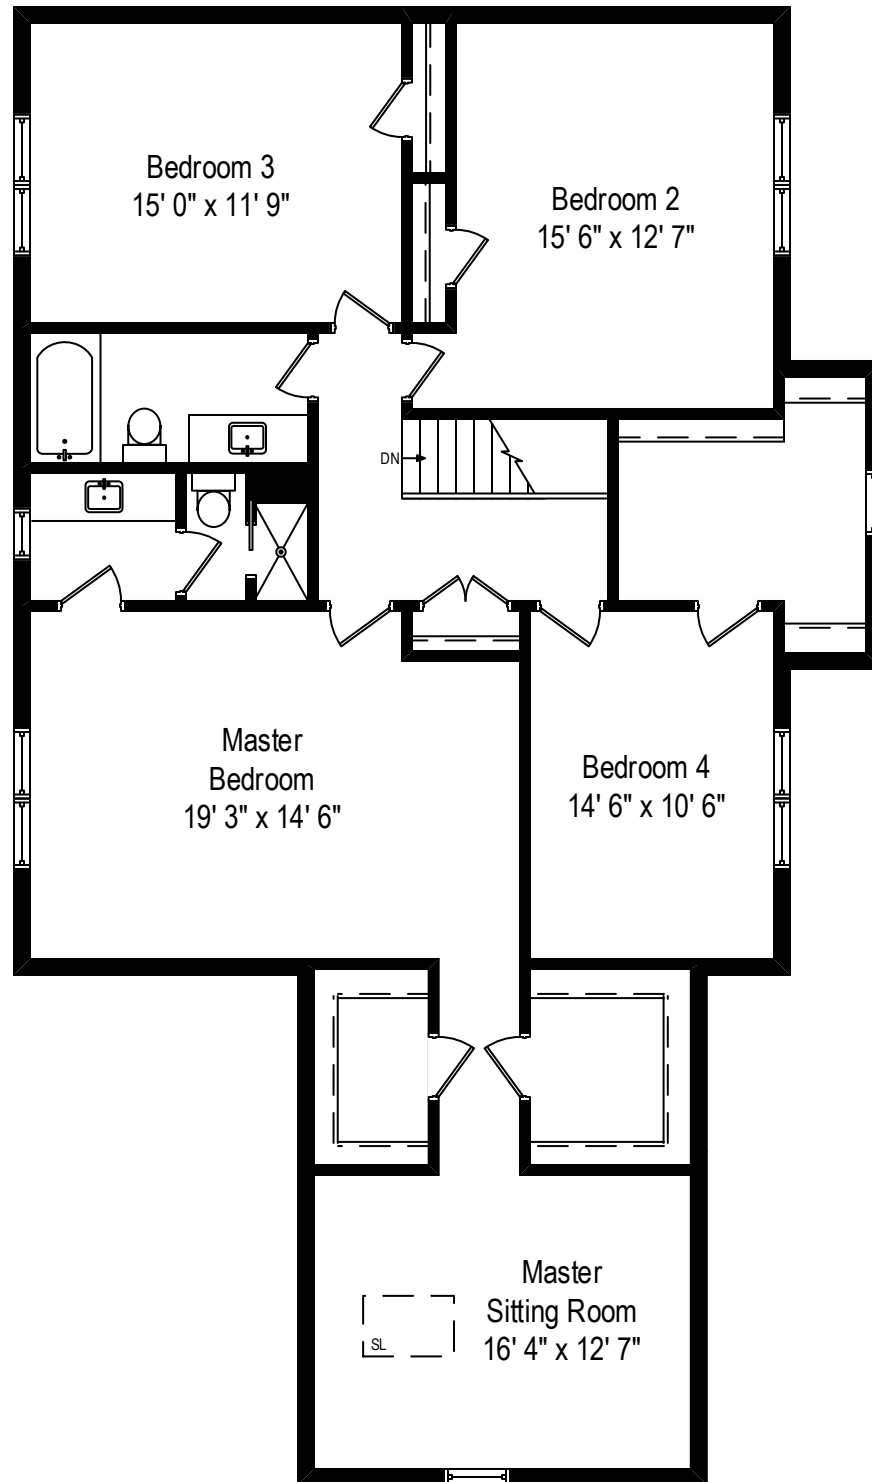 Bedroom 3
15' 0" x 11' 9"
Bedroom 2
15' 6" x 12' 7"
DN
Master
Bedroom
19' 3" x 14' 6"
Bedroom 4
14' 6" x 10' 6"
Master
Sitting Room
16' 4" x 12' 7"
SL